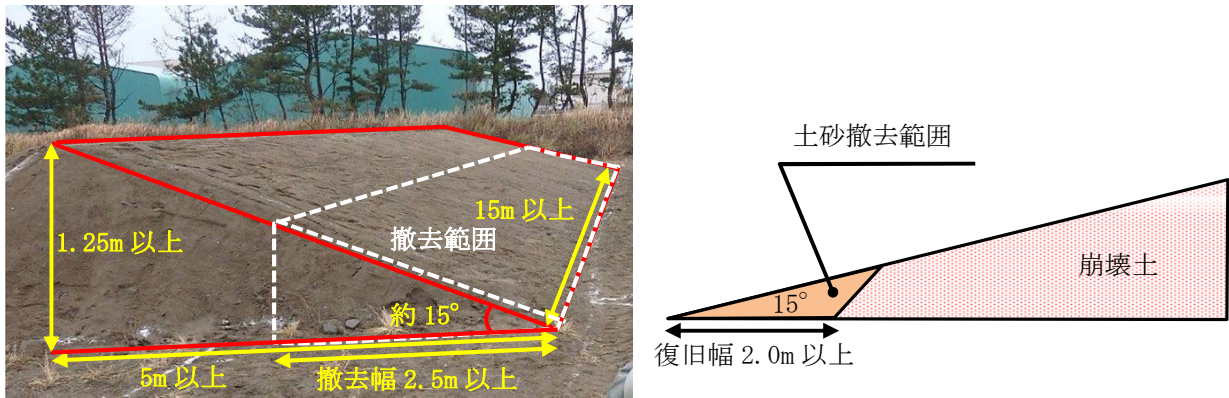 1.25m 以上
15m 以上
撤去範囲
約 15°
5m 以上
撤去幅 2.5m 以上
土砂撤去範囲
崩壊土
15°
復旧幅 2.0m 以上